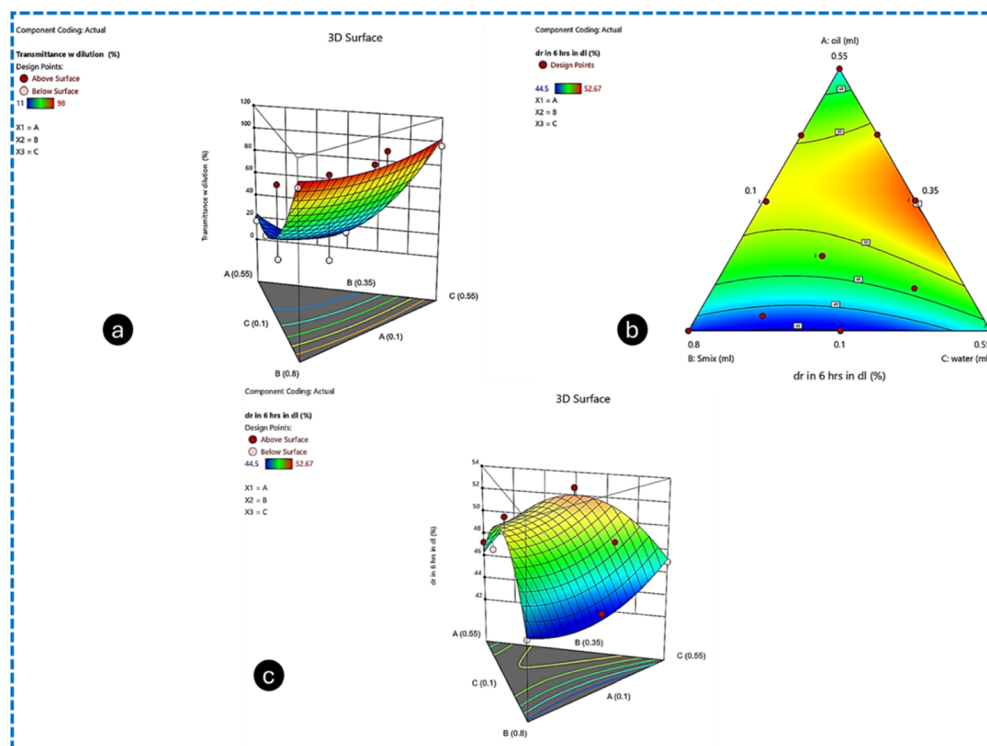 Component Coding: Actual
Transmittance w dilution (%)
Design Points:
Above Surface
Below Surface
11 98
X1 = A
X2 = B
X3 = C
3D Surface
120
100
80
60
40
20
0
Transmittance w dilution (%)
A (0.55)
B (0.35)
C (0.55)
C (0.1)
A (0.1)
B (0.8)
a
Component Coding: Actual
dr in 6 hrs in dl (%)
Design Points
44.5 52.67
X1 = A
X2 = B
X3 = C
A: oil (ml)
0.55
0.1
0.35
0.8
0.1
0.55
B: Smix (ml)
C: water (ml
dr in 6 hrs in dl (%)
b
Component Coding: Actual
dr in 6 hrs in dl (%)
Design Points:
Above Surface
Below Surface
44.5 52.67
X1 = A
X2 = B
X3 = C
3D Surface
54
52
50
48
46
44
42
dr in 6 hrs in dl (%)
A (0.55)
B (0.35)
C (0.55)
C (0.1)
A (0.1)
B (0.8)
c